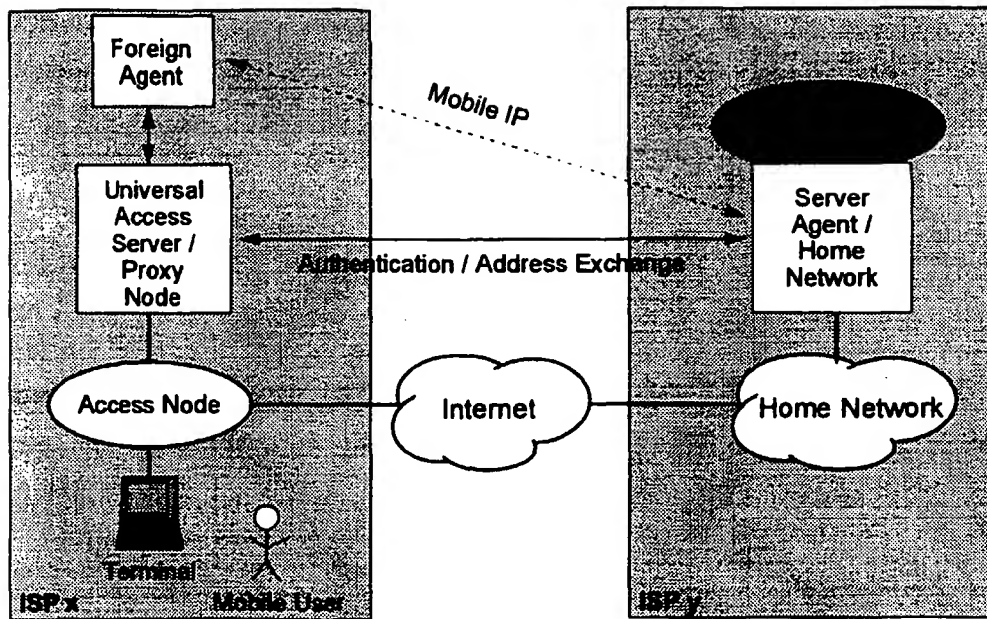 Foreign
Agent
Mobile IP
Universal
Access
Server /
Proxy
Node
Server
Agent /
Home
Network
Authentication / Address Exchange
Access Node
Internet
Home Network
Terminal
ISP x
Mobile User
ISP y